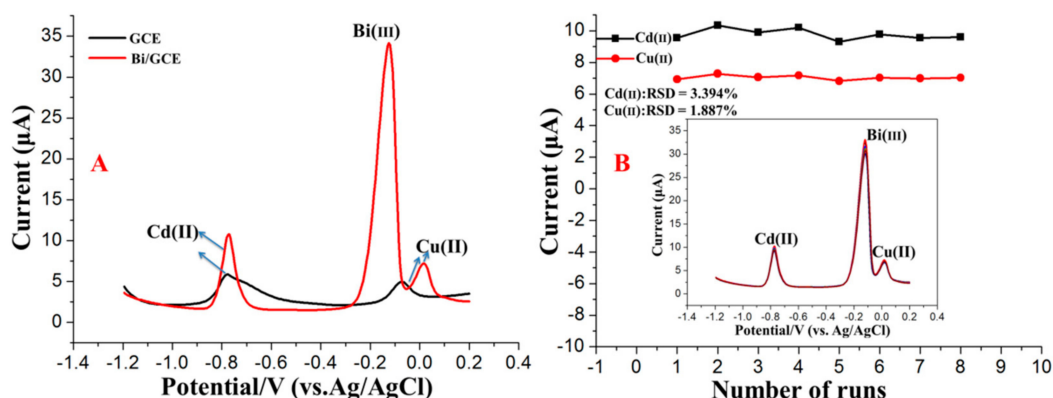 GCE
Bi/GCE
Bi(III)
A
Cd(II)
Cu(II)
Current (μA)
35
30
25
20
15
10
5
0
-1.2 -1.0 -0.8 -0.6 -0.4 -0.2 0.0 0.2 0.4
Potential/V (vs.Ag/AgCl)
Cd(II)
Cu(II)
Cd(II):RSD = 3.394%
Cu(II):RSD = 1.887%
B
Current (μA)
10
8
6
4
2
0
-2
-4
-6
-8
-10
-1 0 1 2 3 4 5 6 7 8 9 10
Number of runs
Bi(III)
Cd(II)
Cu(II)
Current (μA)
35
30
25
20
15
10
5
0
-1.4 -1.2 -1.0 -0.8 -0.6 -0.4 -0.2 0.0 0.2 0.4
Potential/V (vs. Ag/AgCl)